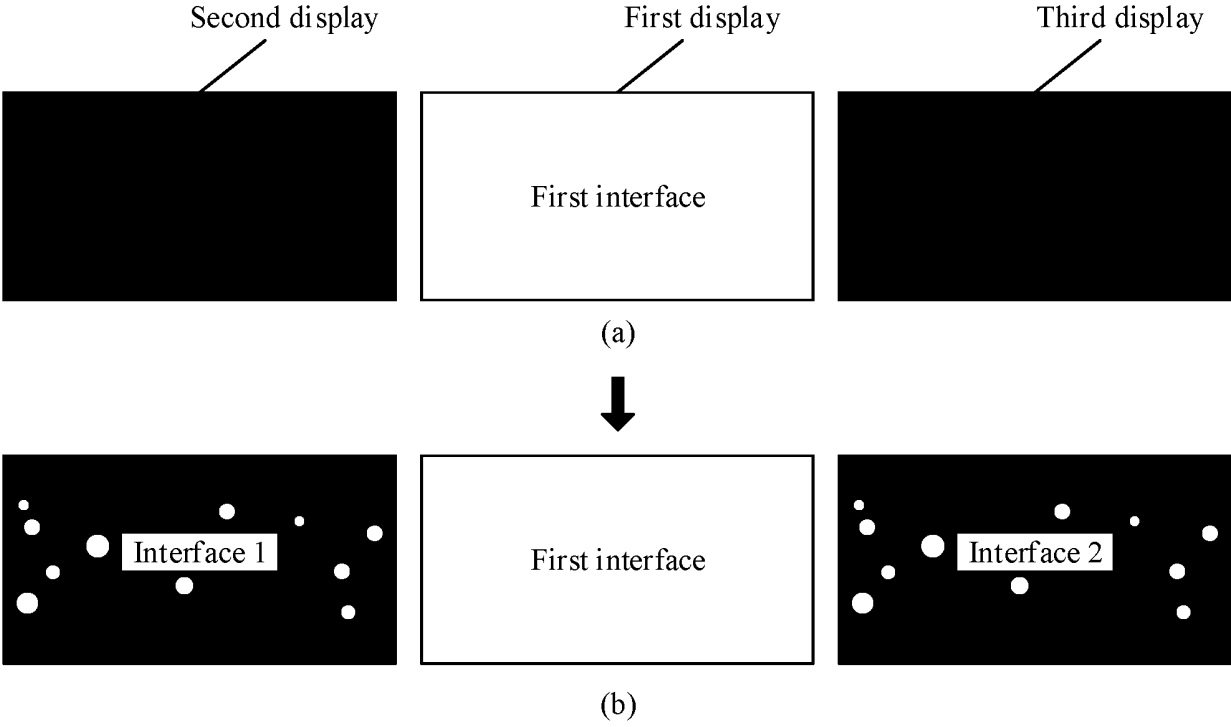 Second display
First display
Third display
First interface
(a)
Interface 1
First interface
Interface 2
(b)